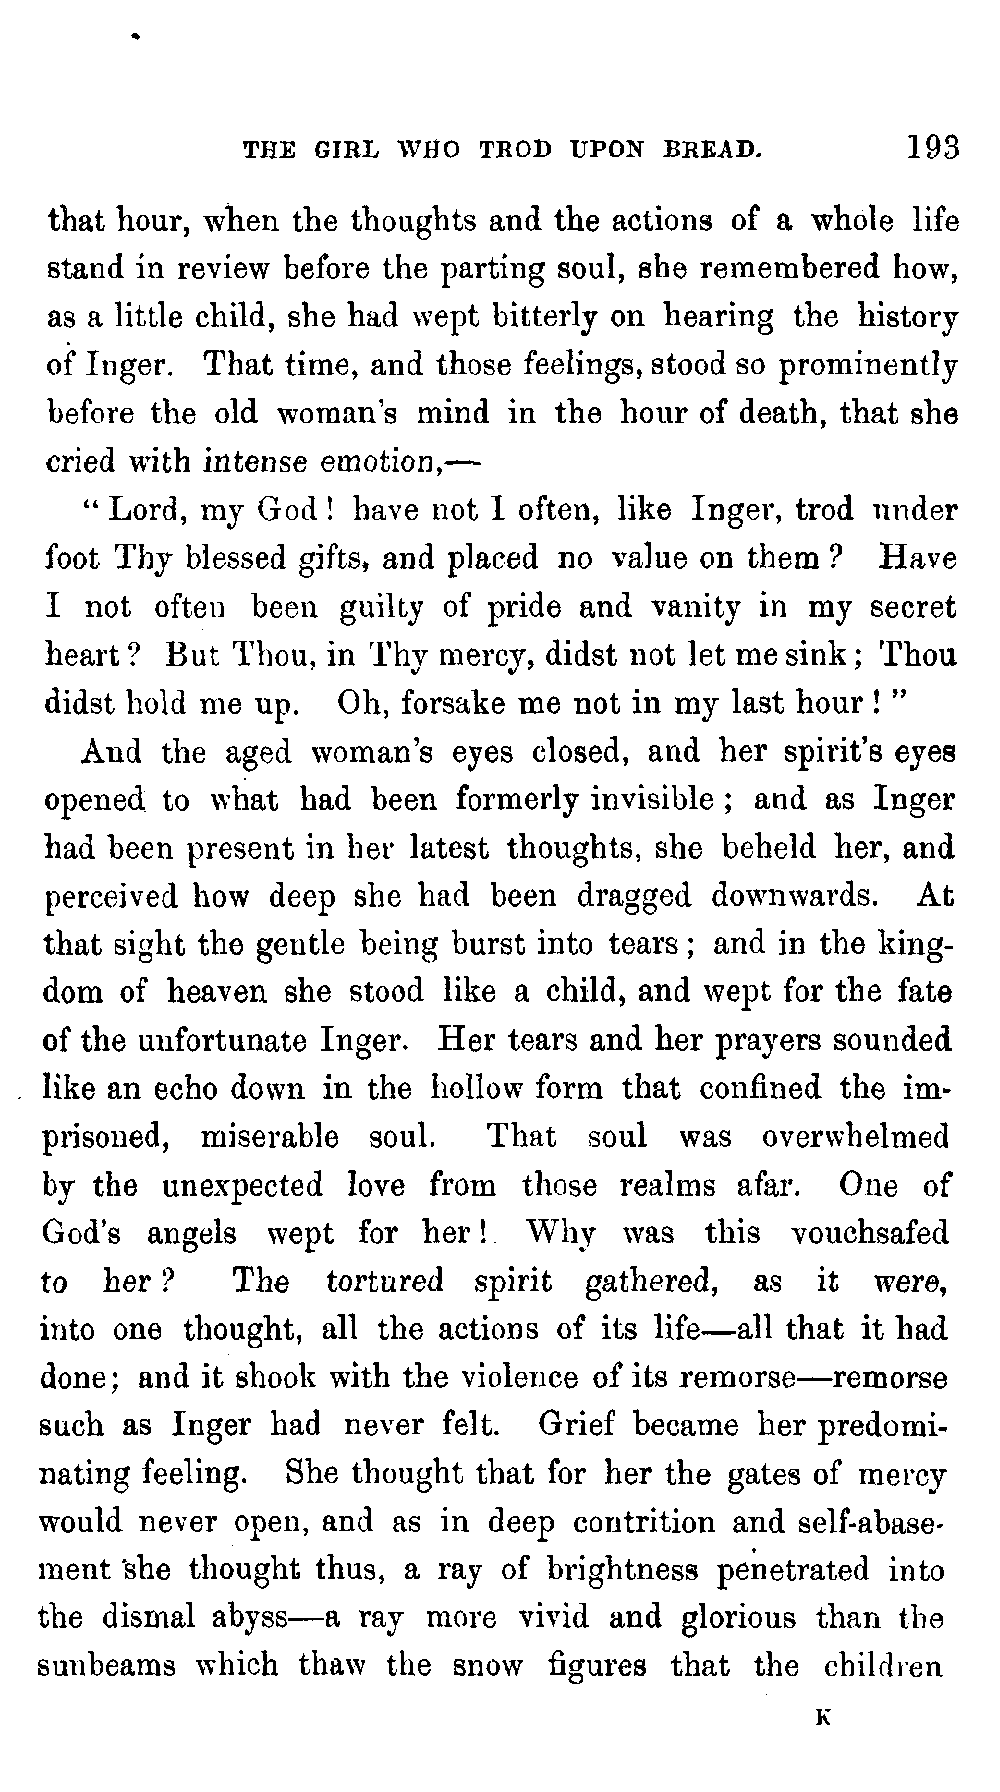 THE GIRL WHO TROD UPON BREAD. 193
that hour, when the thoughts and the actions of a whole life
stand in review before the parting soul, she remembered how,
as a little child, she had wept bitterly on hearing the history
of Inger. That time, and those feelings, stood so prominently
before the old woman's mind in the hour of death, that she
cried with intense emotion,—
“ Lord, my God ! have not I often, like Inger, trod under
foot Thy blessed gifts, and placed no value on them ? Have
I not often been guilty of pride and vanity in my secret
heart ? But Thou, in Thy mercy, didst not let me sink ; Thou
didst hold me up. Oh, forsake me not in my last hour ! ”
And the aged woman's eyes closed, and her spirit's eyes
opened to what had been formerly invisible ; and as Inger
had been present in her latest thoughts, she beheld her, and
perceived how deep she had been dragged downwards. At
that sight the gentle being burst into tears ; and in the king-
dom of heaven she stood like a child, and wept for the fate
of the unfortunate Inger. Her tears and her prayers sounded
like an echo down in the hollow form that confined the im-
prisoned, miserable soul. That soul was overwhelmed
by the unexpected love from those realms afar. One of
God's angels wept for her ! Why was this vouchsafed
to her ? The tortured spirit gathered, as it were,
into one thought, all the actions of its life—all that it had
done ; and it shook with the violence of its remorse—remorse
such as Inger had never felt. Grief became her predomi-
nating feeling. She thought that for her the gates of mercy
would never open, and as in deep contrition and self-abase-
ment she thought thus, a ray of brightness penetrated into
the dismal abyss—a ray more vivid and glorious than the
sunbeams which thaw the snow figures that the children
K